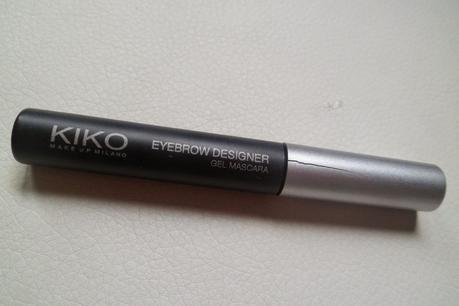 KIKO
MAKE UP MILANO
EYEBROW DESIGNER
GEL MASCARA